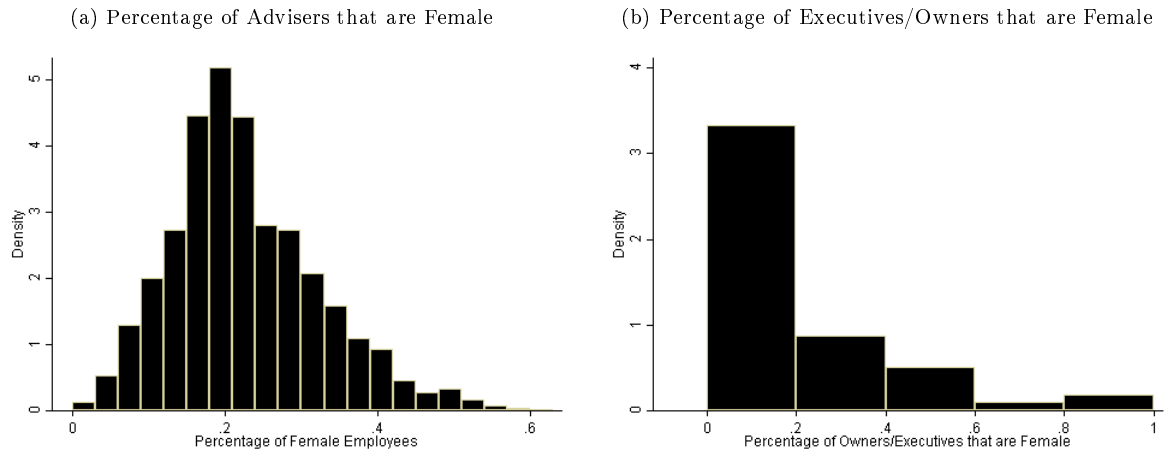 (a) Percentage of Advisers that are Female
5
4
3
2
1
0
Density
0 .2 .4 .6
Percentage of Female Employees
(b) Percentage of Executives/Owners that are Female
4
3
2
1
0
Density
0 .2 .4 .6 .8 1
Percentage of Owners/Executives that are Female